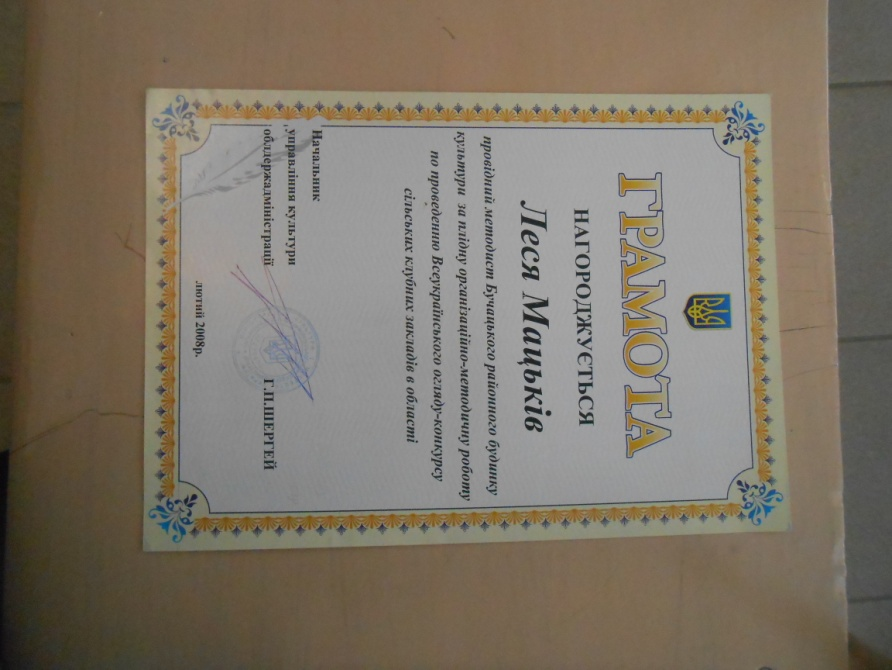 ГРАМОТА
НАГОРОДЖУЄТЬСЯ
Леся Мацьків
провідний методист Бучацького районного будинку
культури за плідну організаційно-методичну роботу
по проведенню Всеукраїнського огляду-конкурсу
сільських клубних закладів в області
Начальник
управління культури
облдержадміністрації
Г.П.ШЕРГЕЙ
лютий 2008р.